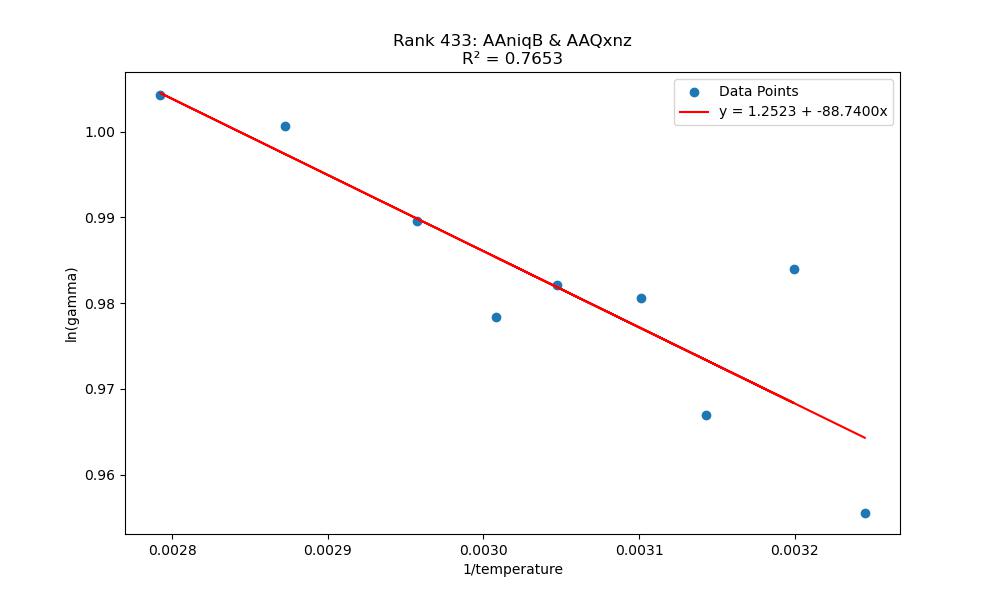 Rank 433: AAniqB & AAQxnz
R² = 0.7653
Data Points
y = 1.2523 + -88.7400x
1.00
0.99
0.98
0.97
0.96
ln(gamma)
0.0028 0.0029 0.0030 0.0031 0.0032
1/temperature